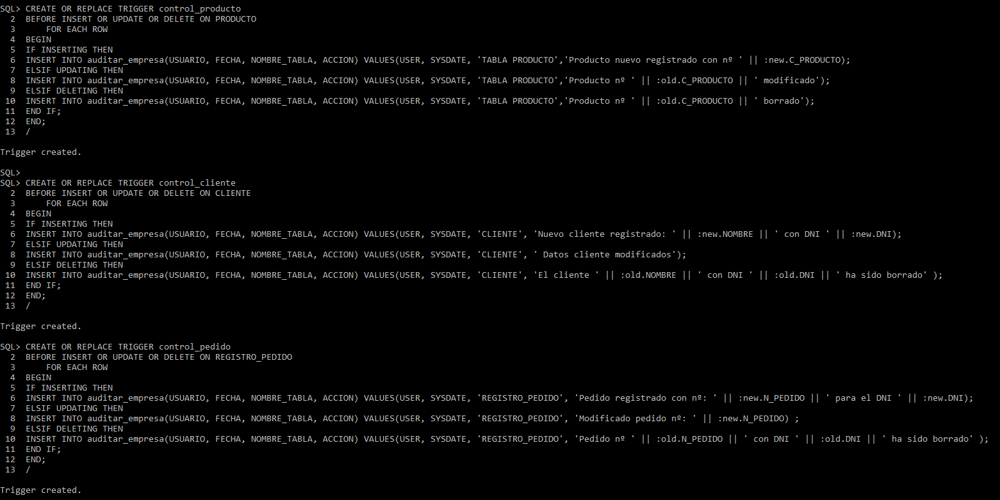 SQL> CREATE OR REPLACE TRIGGER control_producto
2 BEFORE INSERT OR UPDATE OR DELETE ON PRODUCTO
3 FOR EACH ROW
4 BEGIN
5 IF INSERTING THEN
6 INSERT INTO auditar_empresa(USUARIO, FECHA, NOMBRE_TABLA, ACCION) VALUES(USER, SYSDATE, 'TABLA PRODUCTO','Producto nuevo registrado con nº ' || :new.C_PRODUCTO);
7 ELSIF UPDATING THEN
8 INSERT INTO auditar_empresa(USUARIO, FECHA, NOMBRE_TABLA, ACCION) VALUES(USER, SYSDATE, 'TABLA PRODUCTO','Producto nº ' || :old.C_PRODUCTO || ' modificado');
9 ELSIF DELETING THEN
10 INSERT INTO auditar_empresa(USUARIO, FECHA, NOMBRE_TABLA, ACCION) VALUES(USER, SYSDATE, 'TABLA PRODUCTO','Producto nº ' || :old.C_PRODUCTO || ' borrado');
11 END IF;
12 END;
13 /
Trigger created.
SQL>
SQL> CREATE OR REPLACE TRIGGER control_cliente
2 BEFORE INSERT OR UPDATE OR DELETE ON CLIENTE
3 FOR EACH ROW
4 BEGIN
5 IF INSERTING THEN
6 INSERT INTO auditar_empresa(USUARIO, FECHA, NOMBRE_TABLA, ACCION) VALUES(USER, SYSDATE, 'CLIENTE', 'Nuevo cliente registrado: ' || :new.NOMBRE || ' con DNI ' || :new.DNI);
7 ELSIF UPDATING THEN
8 INSERT INTO auditar_empresa(USUARIO, FECHA, NOMBRE_TABLA, ACCION) VALUES(USER, SYSDATE, 'CLIENTE', ' Datos cliente modificados');
9 ELSIF DELETING THEN
10 INSERT INTO auditar_empresa(USUARIO, FECHA, NOMBRE_TABLA, ACCION) VALUES(USER, SYSDATE, 'CLIENTE', 'El cliente ' || :old.NOMBRE || ' con DNI ' || :old.DNI || ' ha sido borrado' );
11 END IF;
12 END;
13 /
Trigger created.
SQL> CREATE OR REPLACE TRIGGER control_pedido
2 BEFORE INSERT OR UPDATE OR DELETE ON REGISTRO_PEDIDO
3 FOR EACH ROW
4 BEGIN
5 IF INSERTING THEN
6 INSERT INTO auditar_empresa(USUARIO, FECHA, NOMBRE_TABLA, ACCION) VALUES(USER, SYSDATE, 'REGISTRO_PEDIDO', 'Pedido registrado con nº: ' || :new.N_PEDIDO || ' para el DNI ' || :new.DNI);
7 ELSIF UPDATING THEN
8 INSERT INTO auditar_empresa(USUARIO, FECHA, NOMBRE_TABLA, ACCION) VALUES(USER, SYSDATE, 'REGISTRO_PEDIDO', 'Modificado pedido nº: ' || :new.N_PEDIDO) ;
9 ELSIF DELETING THEN
10 INSERT INTO auditar_empresa(USUARIO, FECHA, NOMBRE_TABLA, ACCION) VALUES(USER, SYSDATE, 'REGISTRO_PEDIDO', 'Pedido nº ' || :old.N_PEDIDO || ' con DNI ' || :old.DNI || ' ha sido borrado' );
11 END IF;
12 END;
13 /
Trigger created.